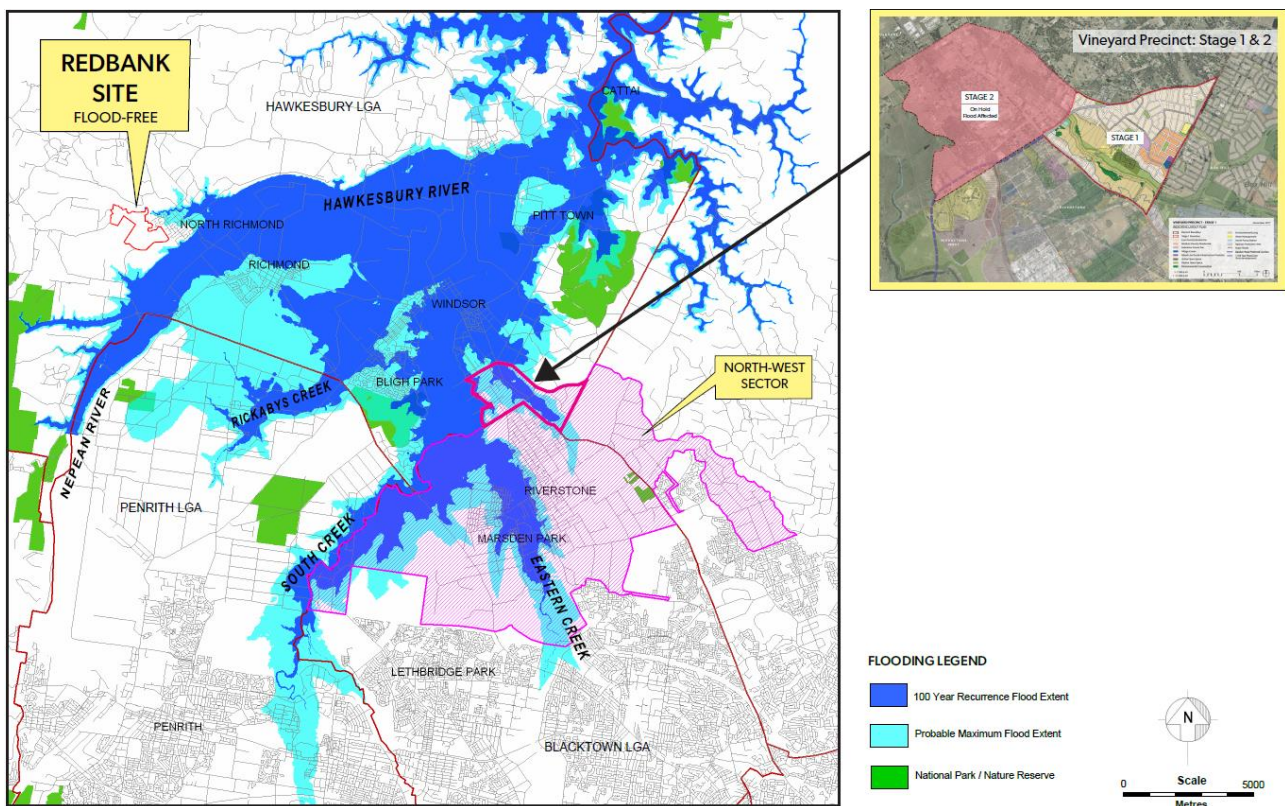 REDBANK
SITE
FLOOD-FREE
HAWKESBURY LGA
CATTAI
HAWKESBURY RIVER
PITT TOWN
NORTH RICHMOND
RICHMOND
WINDSOR
BLIGH PARK
RICKABYS CREEK
NEPEAN RIVER
NORTH-WEST
SECTOR
PENRITH LGA
RIVERSTONE
MARSDEN PARK
SOUTH CREEK
EASTERN CREEK
LETHBRIDGE PARK
PENRITH
BLACKTOWN LGA
Vineyard Precinct: Stage 1 & 2
STAGE 2
On Hold
Flood Affected
STAGE 1
FLOODING LEGEND
100 Year Recurrence Flood Extent
Probable Maximum Flood Extent
National Park / Nature Reserve
N
0 Scale 5000
Metres